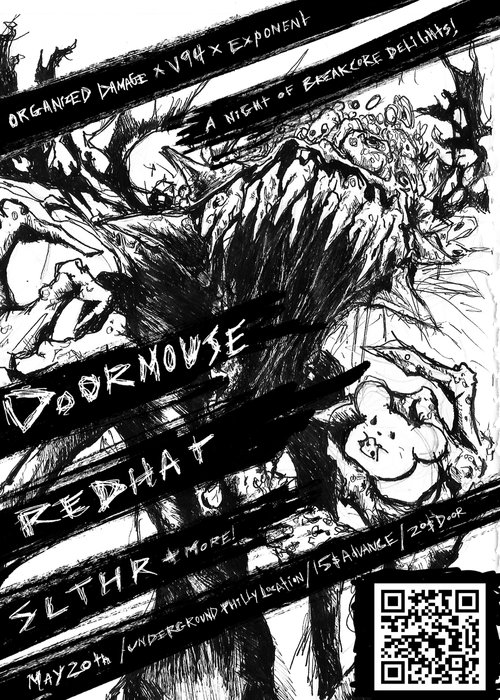 ORGANIZED DAMAGE x V94 x EXPONENT
A NIGHT OF BREAKCORE DELIGHTS!
DOORMOUSE
REDHAT
SLTHR + MORE!
MAY 20th / UNDERGROUND PHILLY LOCATION / 15$ ADVANCE / 20$ DOOR